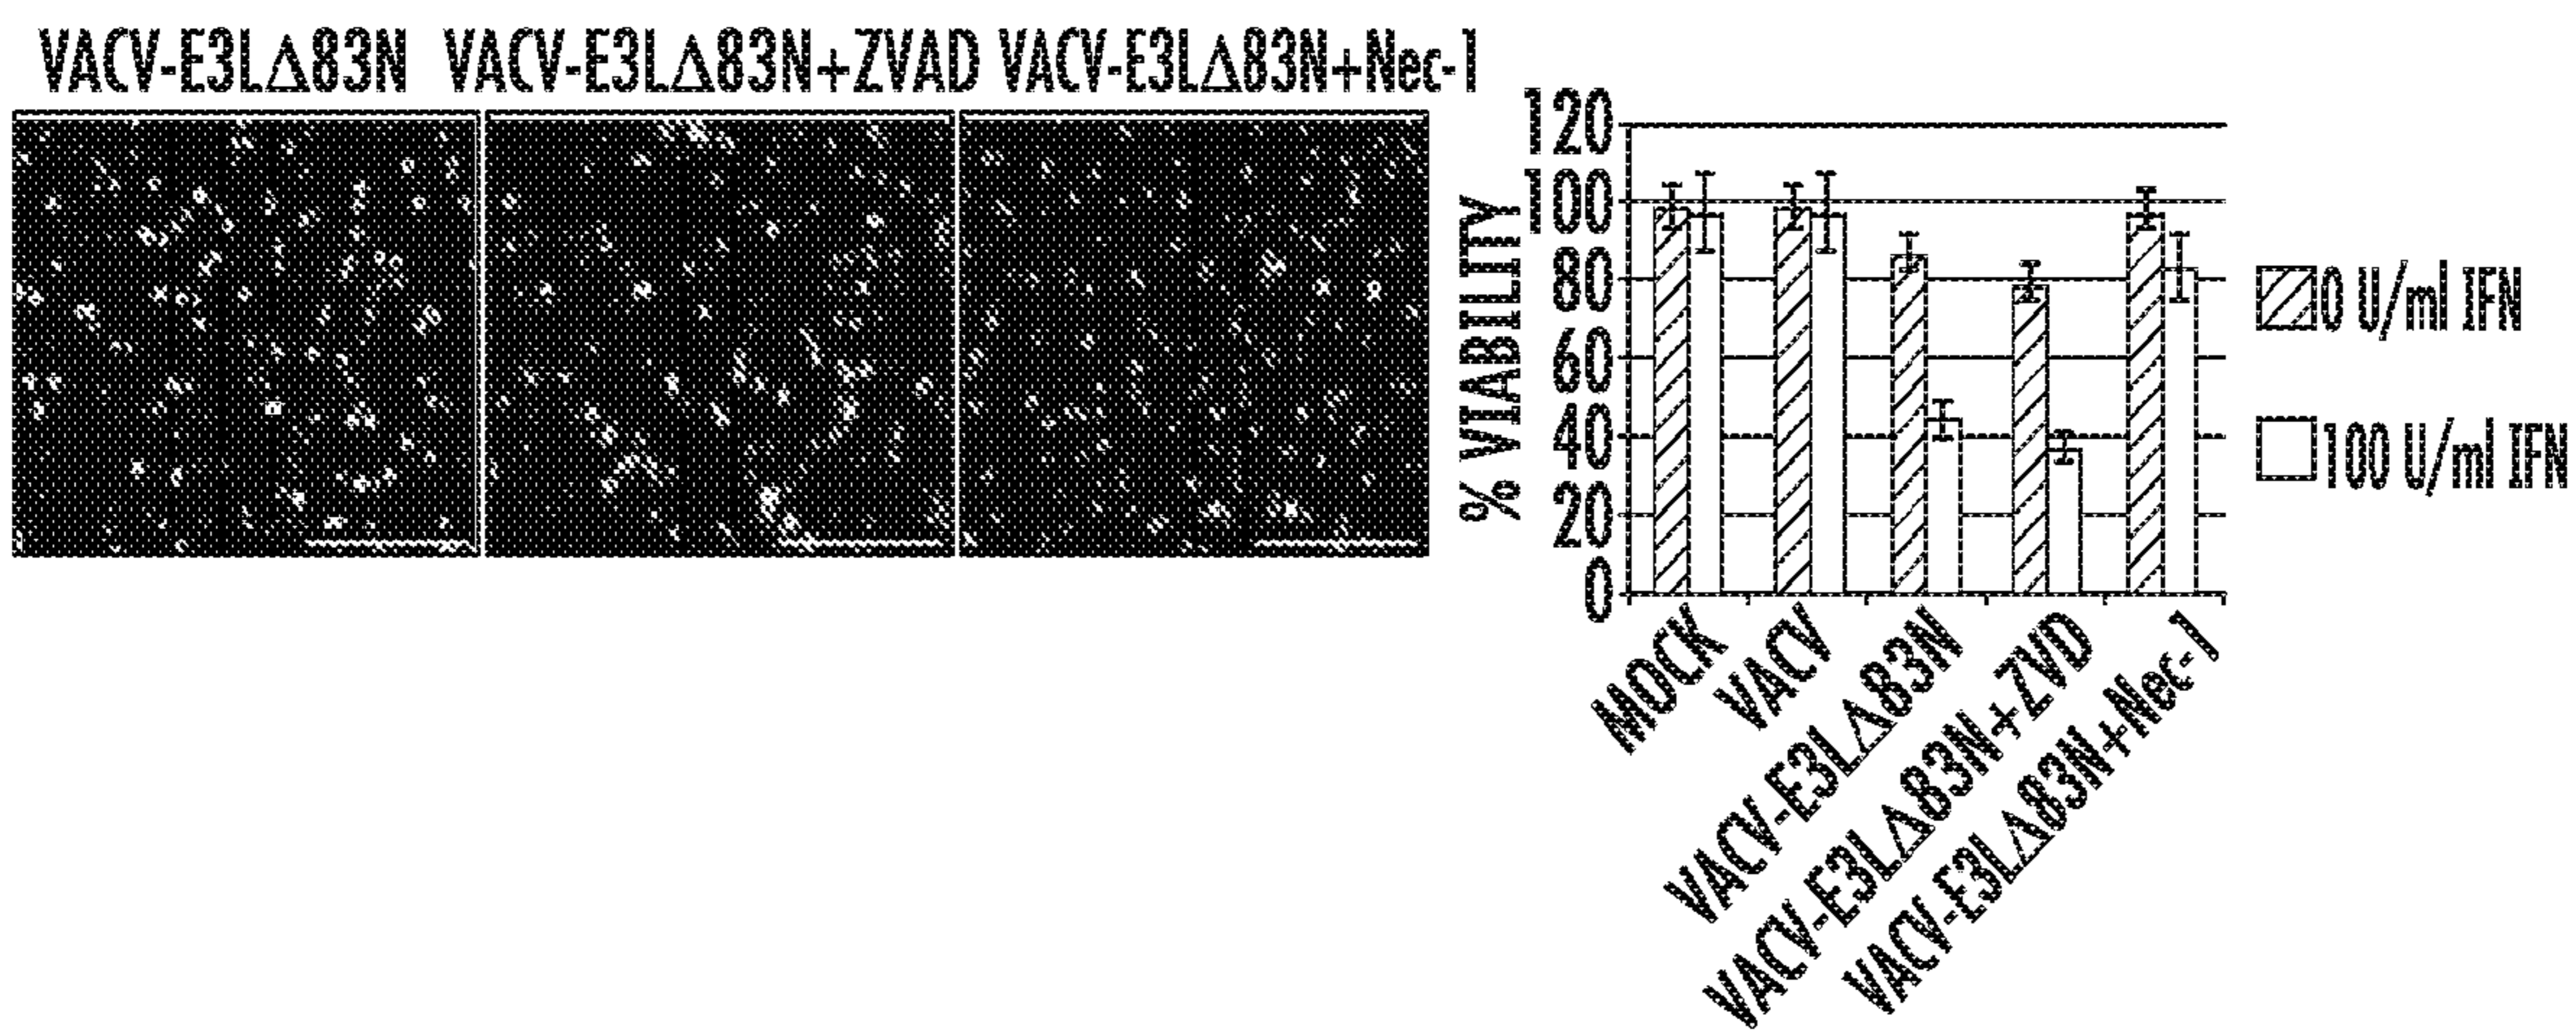 VACV-E3LΔ83N VACV-E3LΔ83N+ZVAD VACV-E3LΔ83N+Nec-1
% VIABILITY
120
100
80
60
40
20
0
MOCK
VACV
VACV-E3LΔ83N
VACV-E3LΔ83N+ZVD
VACV-E3LΔ83N+Nec-1
0 U/ml IFN
100 U/ml IFN